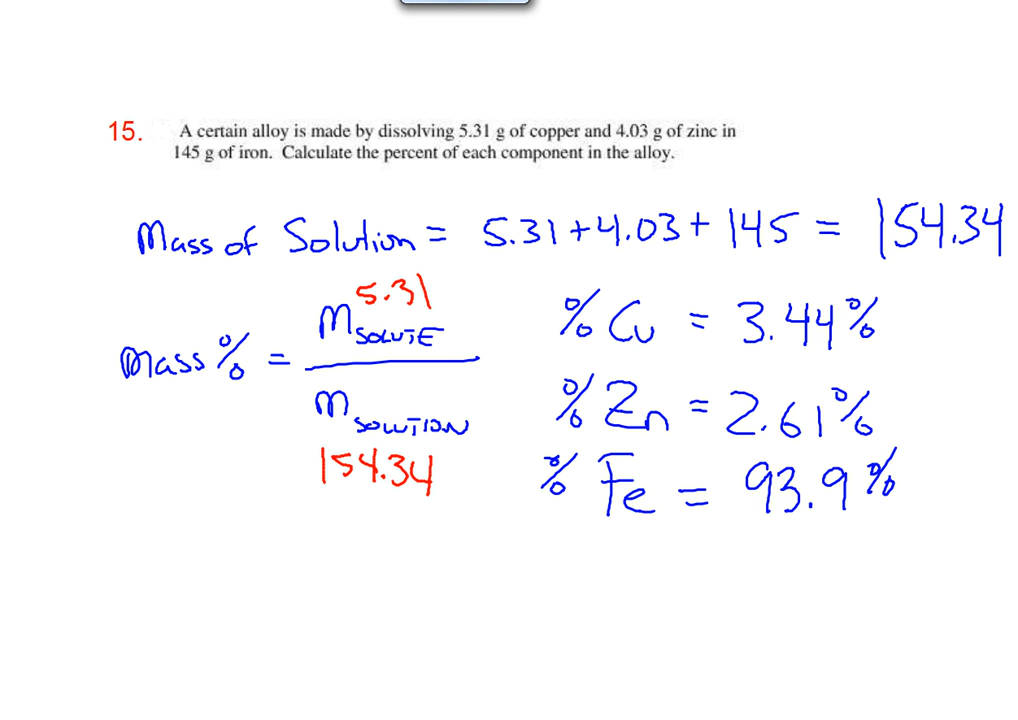 15. A certain alloy is made by dissolving 5.31 g of copper and 4.03 g of zinc in
145 g of iron. Calculate the percent of each component in the alloy.
Mass of Solution = 5.31 + 4.03 + 145 = 154.34
5.31
Mass % = M SOLUTE
M SOLUTION
154.34
% Cu = 3.44%
% Zn = 2.61%
% Fe = 93.9%